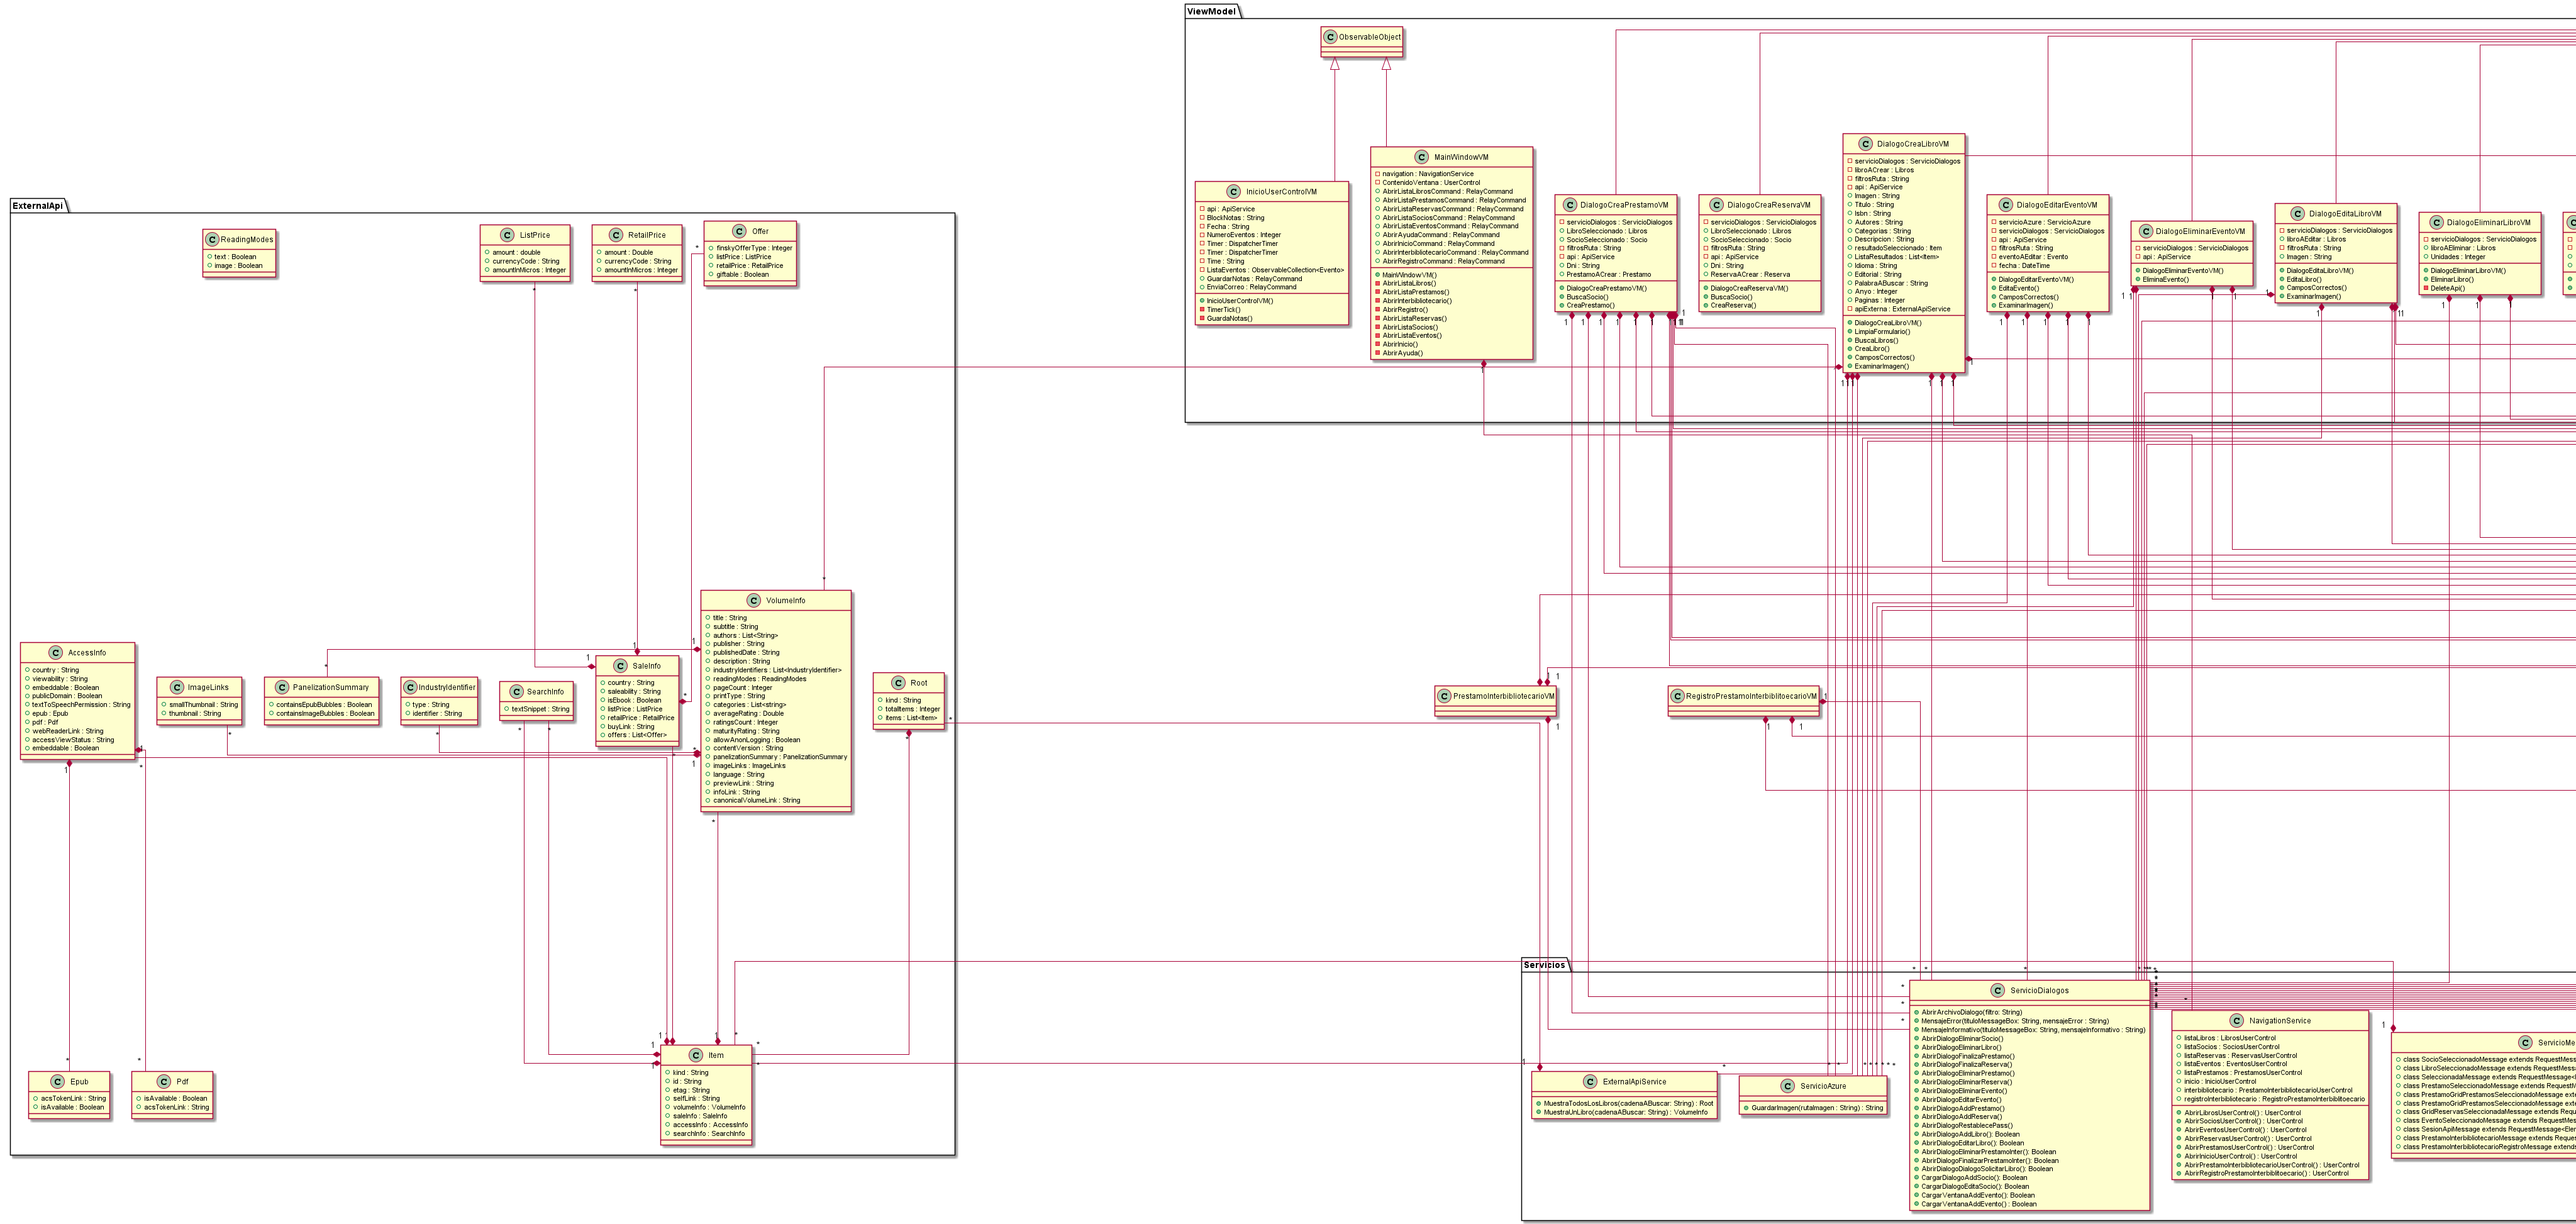 ViewModel
ObservableObject
InicioUserControlVM
api : ApiService
BlockNotas : String
Fecha : String
NumeroEventos : Integer
Timer : DispatcherTimer
Timer : DispatcherTimer
Time : String
ListaEventos : ObservableCollection<Evento>
GuardarNotas : RelayCommand
EnviaCorreo : RelayCommand
InicioUserControlVM()
TimerTick()
GuardaNotas()
MainWindowVM
navigation : NavigationService
ContenidoVentana : UserControl
AbrirListaLibrosCommand : RelayCommand
AbrirListaPrestamosCommand : RelayCommand
AbrirListaReservasCommand : RelayCommand
AbrirListaSociosCommand : RelayCommand
AbrirListaEventosCommand : RelayCommand
AbrirAyudaCommand : RelayCommand
AbrirInicioCommand : RelayCommand
AbrirInterbibliotecarioCommand : RelayCommand
AbrirRegistroCommand : RelayCommand
MainWindowVM()
AbrirListaLibros()
AbrirListaPrestamos()
AbrirInterbibliotecario()
AbrirRegistro()
AbrirListaReservas()
AbrirListaSocios()
AbrirListaEventos()
AbrirInicio()
AbrirAyuda()
DialogoCreaPrestamoVM
servicioDialogos : ServicioDialogos
LibroSeleccionado : Libros
SocioSeleccionado : Socio
filtrosRuta : String
api : ApiService
Dni : String
PrestamoACrear : Prestamo
DialogoCreaPrestamoVM()
BuscaSocio()
CreaPrestamo()
DialogoCreaReservaVM
servicioDialogos : ServicioDialogos
LibroSeleccionado : Libros
SocioSeleccionado : Socio
filtrosRuta : String
api : ApiService
Dni : String
ReservaACrear : Reserva
DialogoCreaReservaVM()
BuscaSocio()
CreaReserva()
DialogoCreaLibroVM
servicioDialogos : ServicioDialogos
libroACrear : Libros
filtrosRuta : String
api : ApiService
Imagen : String
Titulo : String
Isbn : String
Autores : String
Categorias : String
Descripcion : String
resultadoSeleccionado : Item
ListaResultados : List<Item>
Idioma : String
Editorial : String
PalabraABuscar : String
Anyo : Integer
Paginas : Integer
apiExterna : ExternalApiService
DialogoCreaLibroVM()
LimpiaFormulario()
BuscaLibros()
CreaLibro()
CamposCorrectos()
ExaminarImagen()
DialogoEditarEventoVM
servicioAzure : ServicioAzure
servicioDialogos : ServicioDialogos
api : ApiService
filtrosRuta : String
eventoAEditar : Evento
fecha : DateTime
DialogoEditarEventoVM()
EditaEvento()
CamposCorrectos()
ExaminarImagen()
DialogoEliminarEventoVM
servicioDialogos : ServicioDialogos
api : ApiService
DialogoEliminarEventoVM()
EliminaEvento()
DialogoEditaLibroVM
servicioDialogos : ServicioDialogos
libroAEditar : Libros
filtrosRuta : String
Imagen : String
DialogoEditaLibroVM()
EditaLibro()
CamposCorrectos()
ExaminarImagen()
DialogoEliminarLibroVM
servicioDialogos : ServicioDialogos
libroAEliminar : Libros
Unidades : Integer
DialogoEliminarLibroVM()
EliminarLibro()
DeleteApi()
ExternalApi
ReadingModes
text : Boolean
image : Boolean
ListPrice
amount : double
currencyCode : String
amountInMicros : Integer
RetailPrice
amount : Double
currencyCode : String
amountInMicros : Integer
Offer
finskyOfferType : Integer
listPrice : ListPrice
retailPrice : RetailPrice
giftable : Boolean
VolumeInfo
title : String
subtitle : String
authors : List<String>
publisher : String
publishedDate : String
description : String
industryIdentifiers : List<IndustryIdentifier>
readingModes : ReadingModes
pageCount : Integer
printType : String
categories : List<string>
averageRating : Double
ratingsCount : Integer
maturityRating : String
allowAnonLogging : Boolean
contentVersion : String
panelizationSummary : PanelizationSummary
imageLinks : ImageLinks
language : String
previewLink : String
infoLink : String
canonicalVolumeLink : String
AccessInfo
country : String
viewability : String
embeddable : Boolean
publicDomain : Boolean
textToSpeechPermission : String
epub : Epub
pdf : Pdf
webReaderLink : String
accessViewStatus : String
embeddable : Boolean
ImageLinks
smallThumbnail : String
thumbnail : String
PanelizationSummary
containsEpubBubbles : Boolean
containsImageBubbles : Boolean
IndustryIdentifier
type : String
identifier : String
SearchInfo
textSnippet : String
SaleInfo
country : String
saleability : String
isEbook : Boolean
listPrice : ListPrice
retailPrice : RetailPrice
buyLink : String
offers : List<Offer>
Root
kind : String
totalItems : Integer
items : List<Item>
PrestamoInterbibliotecarioVM
RegistroPrestamoInterbiblitoecarioVM
Epub
acsTokenLink : String
isAvailable : Boolean
Pdf
isAvailable : Boolean
acsTokenLink : String
Item
kind : String
id : String
etag : String
selfLink : String
volumeInfo : VolumeInfo
saleInfo : SaleInfo
accessInfo : AccessInfo
searchInfo : SearchInfo
Servicios
ExternalApiService
MuestraTodosLosLibros(cadenaABuscar: String) : Root
MuestraUnLibro(cadenaABuscar: String) : VolumeInfo
ServicioAzure
GuardarImagen(rutaImagen : String) : String
ServicioDialogos
AbrirArchivoDialogo(filtro: String)
MensajeError(tituloMessageBox: String, mensajeError : String)
MensajeInformativo(tituloMessageBox: String, mensajeInformativo : String)
AbrirDialogoEliminarSocio()
AbrirDialogoEliminarLibro()
AbrirDialogoFinalizaPrestamo()
AbrirDialogoFinalizaReserva()
AbrirDialogoEliminarPrestamo()
AbrirDialogoEliminarReserva()
AbrirDialogoEliminarEvento()
AbrirDialogoEditarEvento()
AbrirDialogoAddPrestamo()
AbrirDialogoAddReserva()
AbrirDialogoRestablecePass()
AbrirDialogoAddLibro(): Boolean
AbrirDialogoEditarLibro(): Boolean
AbrirDialogoEliminarPrestamoInter(): Boolean
AbrirDialogoFinalizarPrestamoInter(): Boolean
AbrirDialogoDialogoSolicitarLibro(): Boolean
CargarDialogoAddSocio(): Boolean
CargarDialogoEditaSocio(): Boolean
CargarVentanaAddEvento(): Boolean
CargarVentanaAddEvento() : Boolean
NavigationService
listaLibros : LibrosUserControl
listaSocios : SociosUserControl
listaReservas : ReservasUserControl
listaEventos : EventosUserControl
listaPrestamos : PrestamosUserControl
inicio : InicioUserControl
interbibliotecario : PrestamoInterbibliotecarioUserControl
registroInterbibliotecario : RegistroPrestamoInterbiblitoecario
AbrirLibrosUserControl() : UserControl
AbrirSociosUserControl() : UserControl
AbrirEventosUserControl() : UserControl
AbrirReservasUserControl() : UserControl
AbrirPrestamosUserControl() : UserControl
AbrirInicioUserControl() : UserControl
AbrirPrestamoInterbibliotecarioUserControl() : UserControl
AbrirRegistroPrestamoInterbiblitoecario() : UserControl
ServicioMe
class SocioSeleccionadoMessage extends RequestMess
class LibroSeleccionadoMessage extends RequestMess
class SeleccionadaMessage extends RequestMessage<
class PrestamoSeleccionadoMessage extends Reques
class PrestamoGridPrestamosSeleccionadoMessage ext
class PrestamoGridPrestamosSeleccionadoMessage ext
class GridReservasSeleccionadaMessage extends Requ
class EventoSeleccionadoMessage extends RequestMes
class SesionApiMessage extends RequestMessage<Eler
class PrestamoInterbibliotecarioMessage extends Reque
class PrestamoInterbibliotecarioRegistroMessage extend